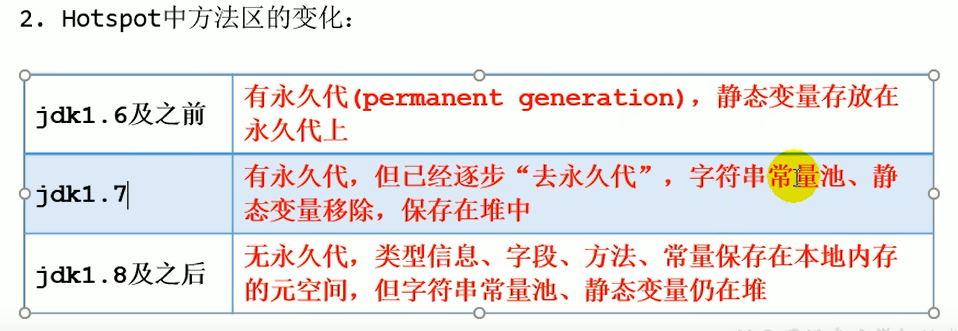 2. Hotspot中方法区的变化：
jdk1.6及之前
有永久代(permanent generation)，静态变量存放在
永久代上
jdk1.7
有永久代，但已经逐步“去永久代”，字符串常量池、静
态变量移除，保存在堆中
jdk1.8及之后
无永久代，类型信息、字段、方法、常量保存在本地内存
的元空间，但字符串常量池、静态变量仍在堆